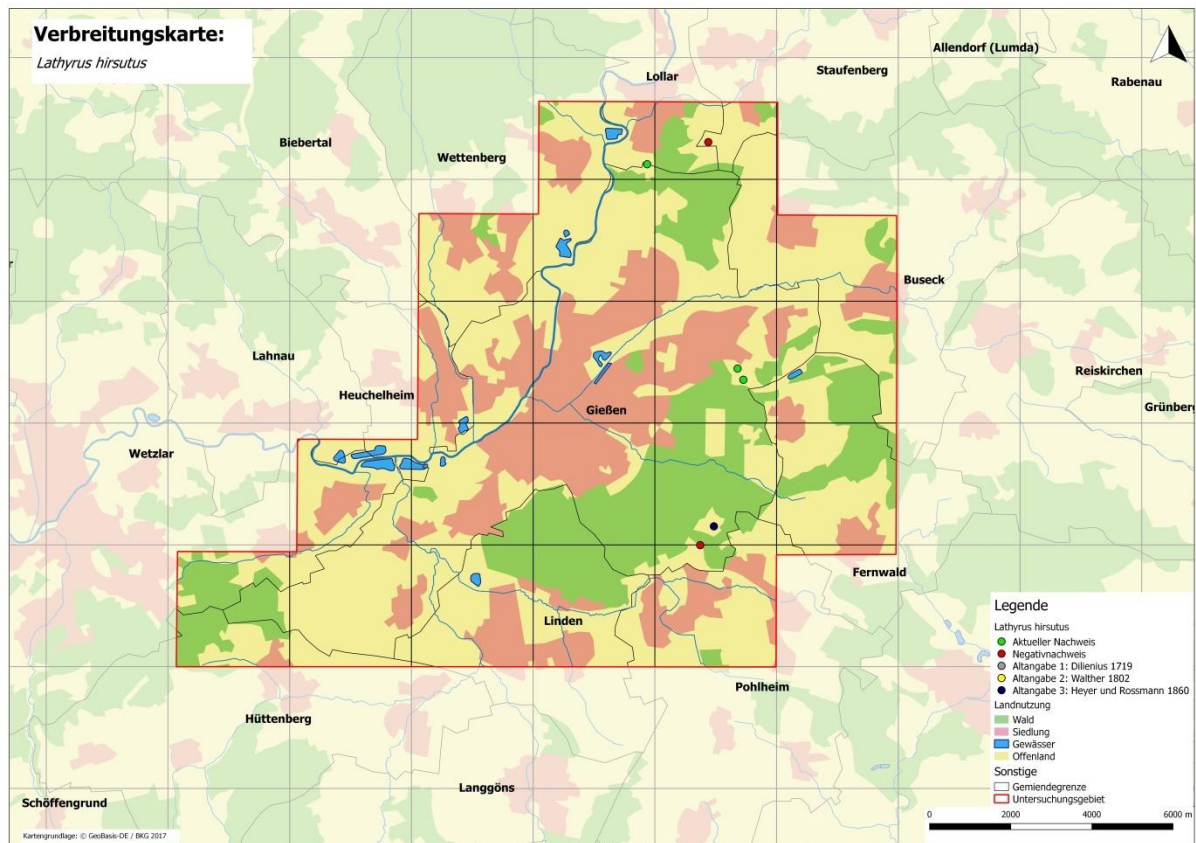 Verbreitungskarte:
Lathyrus hirsutus
Allendorf (Lumda)
Staufenberg
Lollar
Rabenau
Biebertal
Wettenberg
Buseck
Lahnau
Reiskirchen
Heuchelheim
Grünberg
Gießen
Wetzlar
Fernwald
Linden
Pohlheim
Hüttenberg
Langgöns
Schöffengrund
Legende
Lathyrus hirsutus
Aktueller Nachweis
Negativnachweis
Altangabe 1: Dillenius 1719
Altangabe 2: Walther 1802
Altangabe 3: Heyer und Rossmann 1860
Landnutzung
Wald
Siedlung
Gewässer
Offenland
Sonstige
Gemiendegrenze
Untersuchungsgebiet
0 2000 4000 6000 m
Kartengrundlage: © GeoBasis-DE / BKG 2017